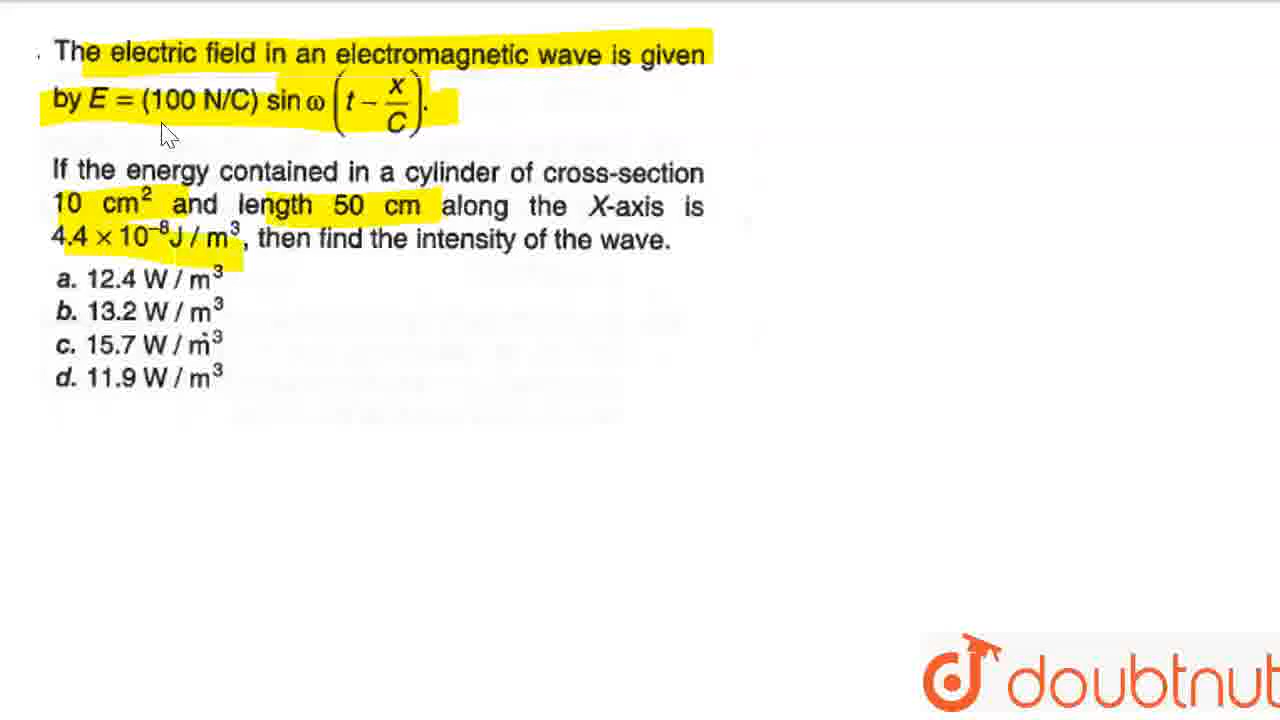 . The electric field in an electromagnetic wave is given
by E = (100 N/C) sin ω (t − x/C).
If the energy contained in a cylinder of cross-section
10 cm² and length 50 cm along the X-axis is
4.4 × 10⁻⁸ J / m³, then find the intensity of the wave.
a. 12.4 W / m³
b. 13.2 W / m³
c. 15.7 W / m³
d. 11.9 W / m³
doubtnut